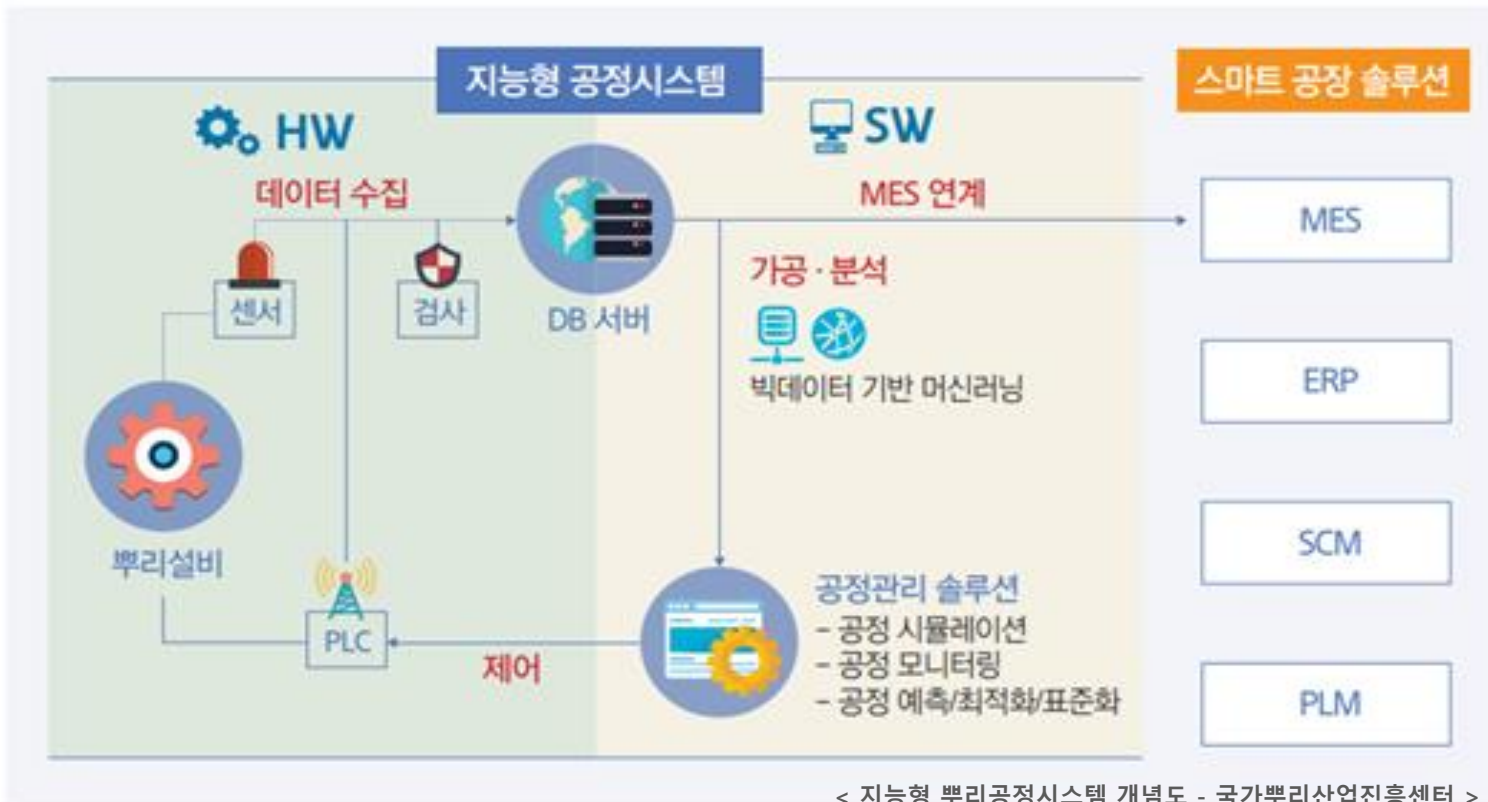 지능형 공정시스템
스마트 공장 솔루션
HW
SW
데이터 수집
MES 연계
센서
검사
DB 서버
가공 · 분석
빅데이터 기반 머신러닝
뿌리설비
PLC
제어
공정관리 솔루션
- 공정 시뮬레이션
- 공정 모니터링
- 공정 예측/최적화/표준화
MES
ERP
SCM
PLM
< 지능형 뿌리공정시스템 개념도 - 국가뿌리산업진흥센터 >